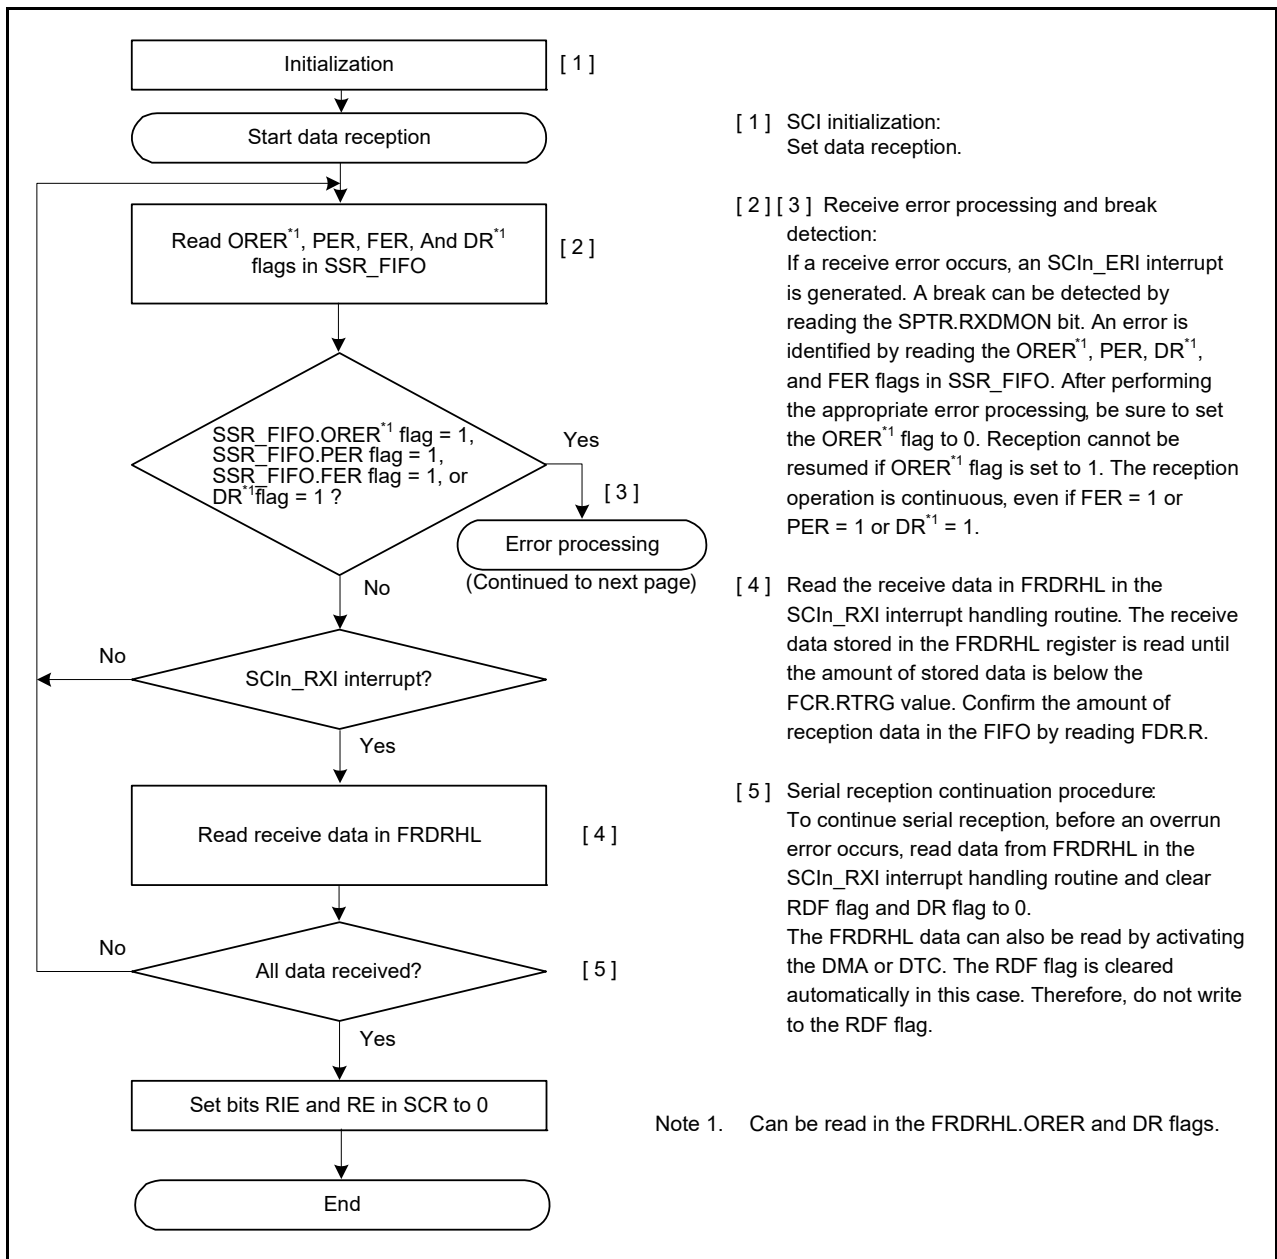 Initialization
[ 1 ]
Start data reception
Read ORER*1, PER, FER, And DR*1
flags in SSR_FIFO
[ 2 ]
SSR_FIFO.ORER*1 flag = 1,
SSR_FIFO.PER flag = 1,
SSR_FIFO.FER flag = 1, or
DR*1flag = 1 ?
Yes
[ 3 ]
Error processing
(Continued to next page)
No
No
SCIn_RXI interrupt?
Yes
Read receive data in FRDRHL
[ 4 ]
No
All data received?
[ 5 ]
Yes
Set bits RIE and RE in SCR to 0
End
[ 1 ] SCI initialization:
Set data reception.
[ 2 ] [ 3 ] Receive error processing and break
detection:
If a receive error occurs, an SCIn_ERI interrupt
is generated. A break can be detected by
reading the SPTR.RXDMON bit. An error is
identified by reading the ORER*1, PER, DR*1,
and FER flags in SSR_FIFO. After performing
the appropriate error processing, be sure to set
the ORER*1 flag to 0. Reception cannot be
resumed if ORER*1 flag is set to 1. The reception
operation is continuous, even if FER = 1 or
PER = 1 or DR*1 = 1.
[ 4 ] Read the receive data in FRDRHL in the
SCIn_RXI interrupt handling routine. The receive
data stored in the FRDRHL register is read until
the amount of stored data is below the
FCR.RTRG value. Confirm the amount of
reception data in the FIFO by reading FDR.R.
[ 5 ] Serial reception continuation procedure:
To continue serial reception, before an overrun
error occurs, read data from FRDRHL in the
SCIn_RXI interrupt handling routine and clear
RDF flag and DR flag to 0.
The FRDRHL data can also be read by activating
the DMA or DTC. The RDF flag is cleared
automatically in this case. Therefore, do not write
to the RDF flag.
Note 1. Can be read in the FRDRHL.ORER and DR flags.